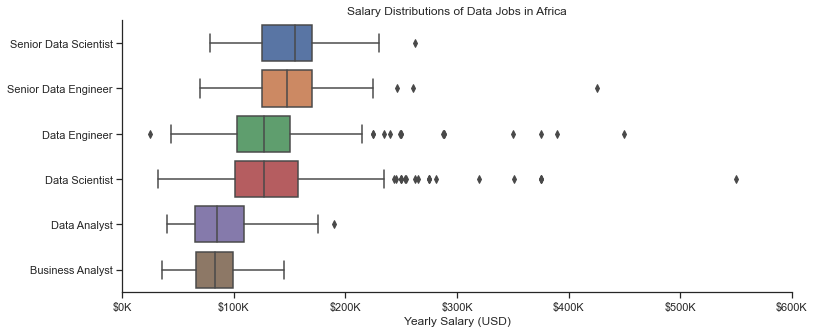 Salary Distributions of Data Jobs in Africa
Senior Data Scientist
Senior Data Engineer
Data Engineer
Data Scientist
Data Analyst
Business Analyst
$0K $100K $200K $300K $400K $500K $600K
Yearly Salary (USD)